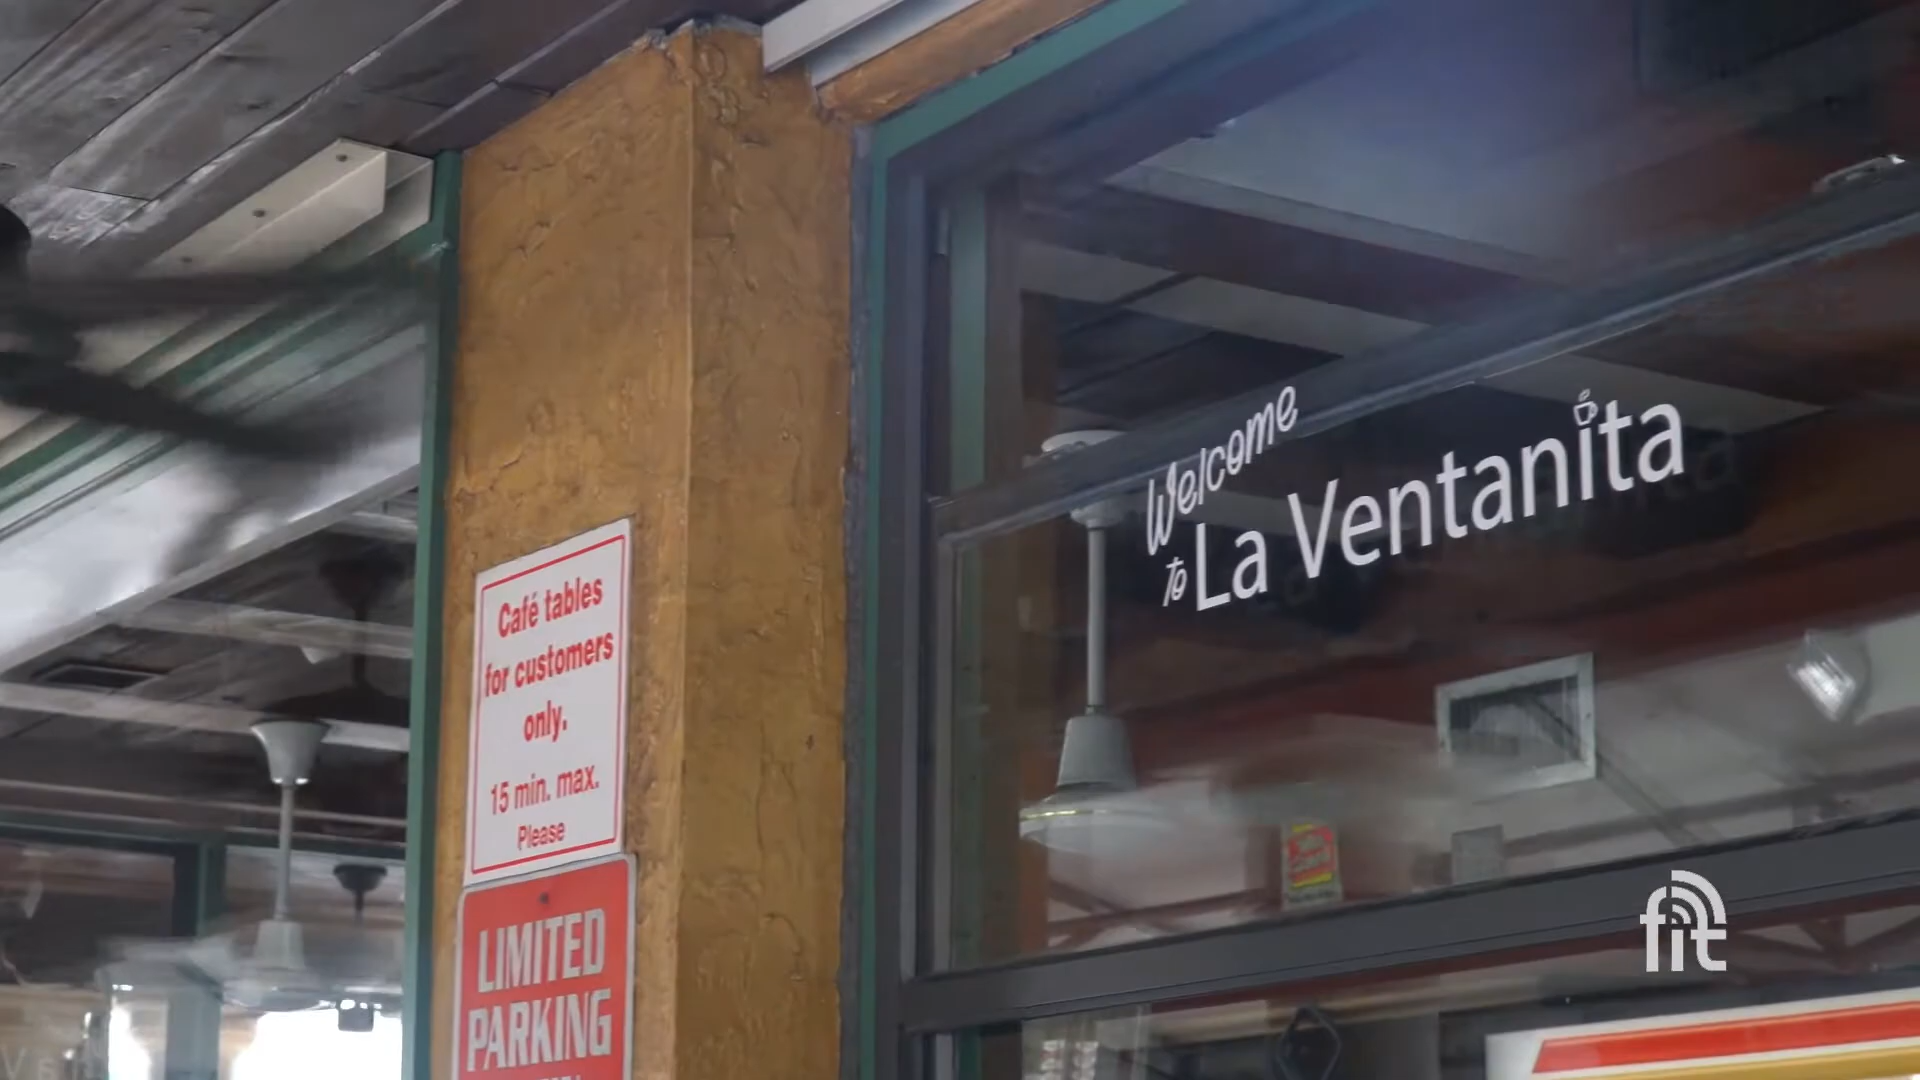 Welcome
To La Ventanita
Café tables
for customers
only.
15 min. max.
Please
LIMITED
PARKING
fit